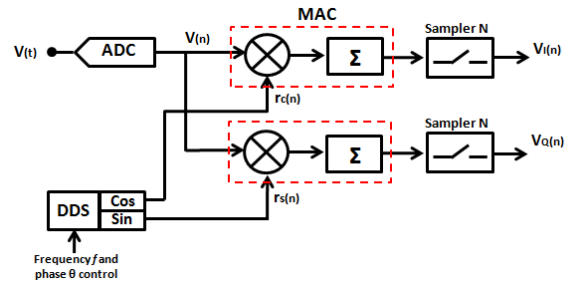 MAC
Sampler N
V(t)
ADC
V(n)
Σ
VI(n)
rc(n)
Sampler N
Σ
VQ(n)
rs(n)
DDS
Cos
Sin
Frequency f and
phase θ control